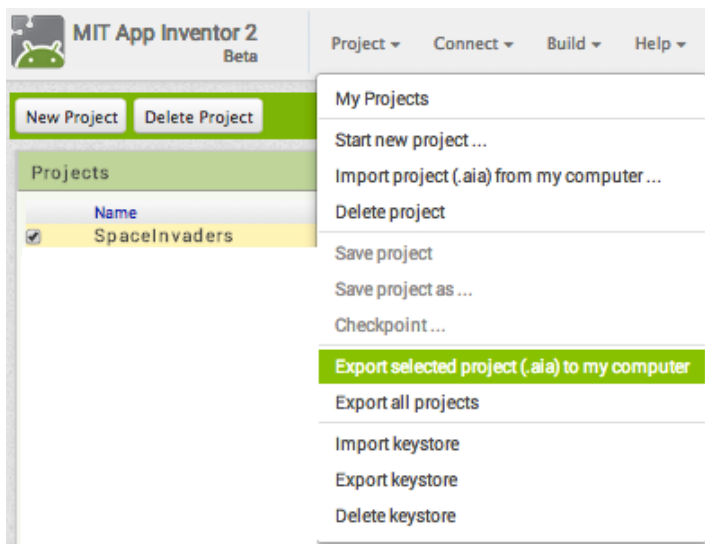 MIT App Inventor 2
Beta
Project Connect Build Help
New Project Delete Project
Projects
Name
SpaceInvaders
My Projects
Start new project ...
Import project (.aia) from my computer ...
Delete project
Save project
Save project as ...
Checkpoint ...
Export selected project (.aia) to my computer
Export all projects
Import keystore
Export keystore
Delete keystore